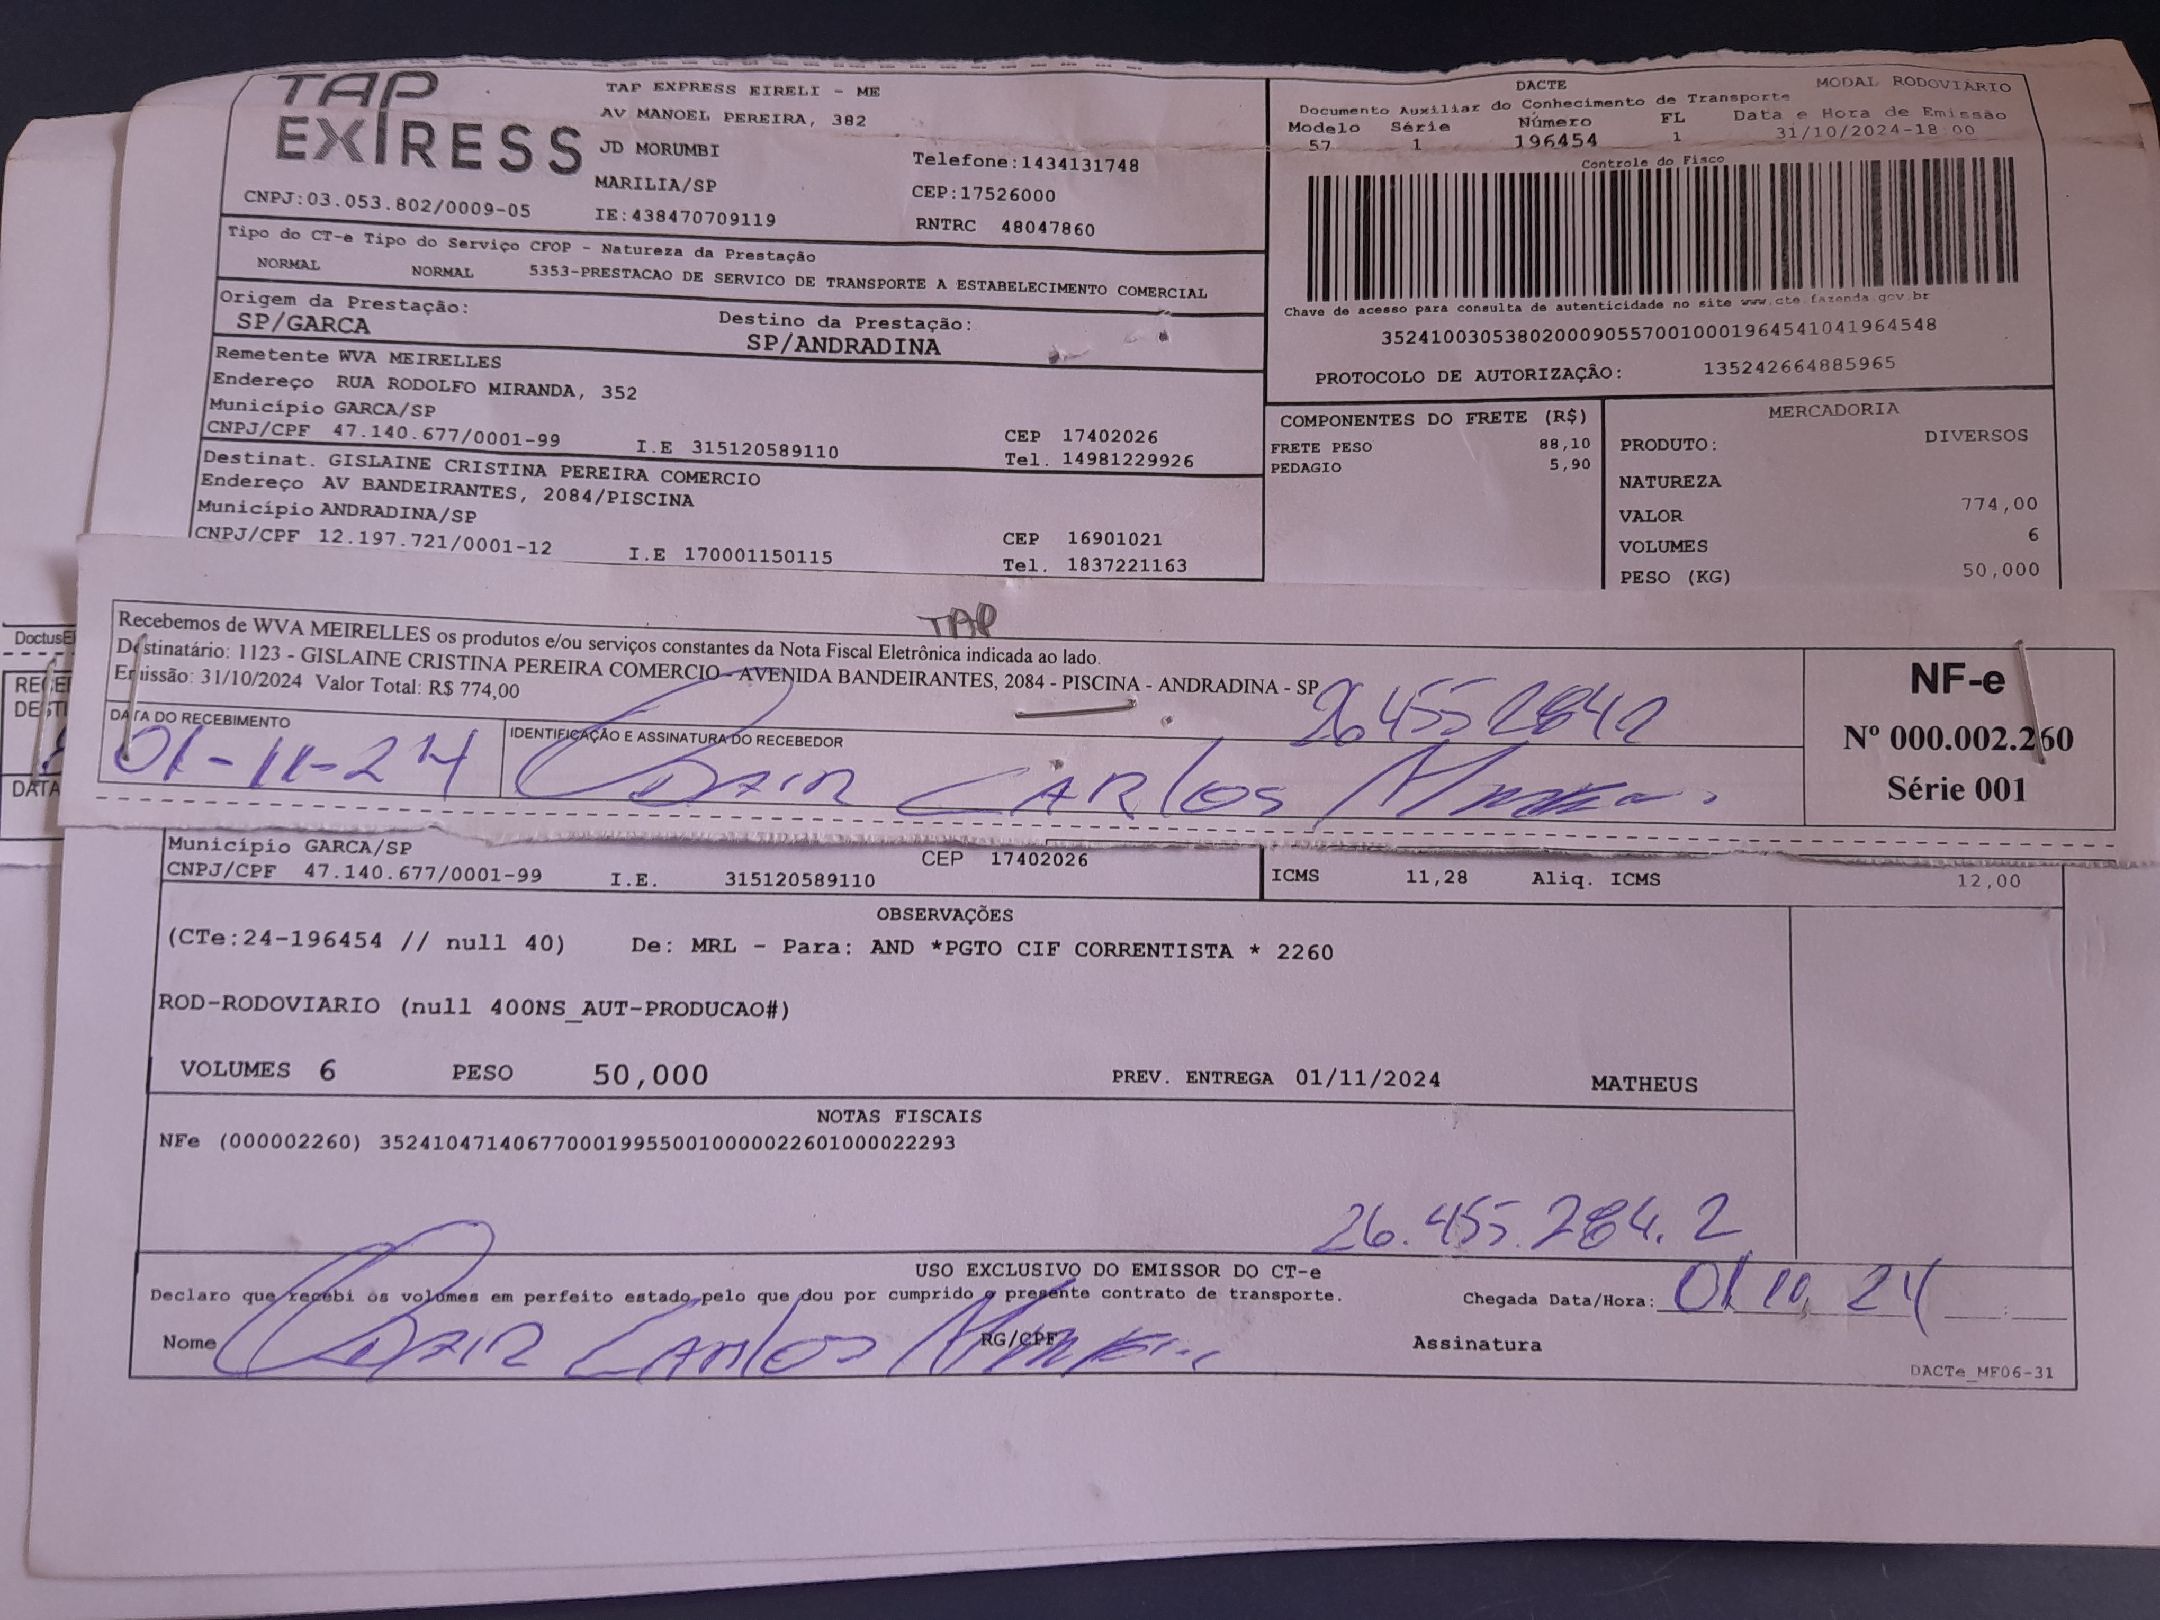 TAP
EXPRESS
TAP EXPRESS EIRELI - ME
AV MANOEL PEREIRA, 382
JD MORUMBI
MARILIA/SP
Telefone:1434131748
CEP:17526000
CNPJ:03.053.802/0009-05
IE:438470709119
RNTRC 48047860
DACTE
MODAL RODOVIÁRIO
Documento Auxiliar do Conhecimento de Transporte
Modelo Série Número FL Data e Hora de Emissão
57 1 196454 1 31/10/2024-18:00
Controle do Fisco
Chave de acesso para consulta de autenticidade no site www.cte.fazenda.gov.br
35241003053802000905570010001964541041964548
PROTOCOLO DE AUTORIZAÇÃO: 135242664885965
Tipo do CT-e Tipo do Serviço CFOP - Natureza da Prestação
NORMAL NORMAL 5353-PRESTACAO DE SERVICO DE TRANSPORTE A ESTABELECIMENTO COMERCIAL
Origem da Prestação:
SP/GARCA
Destino da Prestação:
SP/ANDRADINA
Remetente WVA MEIRELLES
Endereço RUA RODOLFO MIRANDA, 352
Município GARCA/SP
CEP 17402026
CNPJ/CPF 47.140.677/0001-99 I.E 315120589110
Tel. 14981229926
Destinat. GISLAINE CRISTINA PEREIRA COMERCIO
Endereço AV BANDEIRANTES, 2084/PISCINA
Município ANDRADINA/SP
CEP 16901021
CNPJ/CPF 12.197.721/0001-12 I.E 170001150115
Tel. 1837221163
COMPONENTES DO FRETE (R$)
FRETE PESO 88,10
PEDAGIO 5,90
MERCADORIA
PRODUTO: DIVERSOS
NATUREZA
VALOR 774,00
VOLUMES 6
PESO (KG) 50,000
TAP
Recebemos de WVA MEIRELLES os produtos e/ou serviços constantes da Nota Fiscal Eletrônica indicada ao lado.
Destinatário: 1123 - GISLAINE CRISTINA PEREIRA COMERCIO - AVENIDA BANDEIRANTES, 2084 - PISCINA - ANDRADINA - SP
Emissão: 31/10/2024 Valor Total: R$ 774,00
264552842
DATA DO RECEBIMENTO
01-11-24
IDENTIFICAÇÃO E ASSINATURA DO RECEBEDOR
Odair Carlos
NF-e
Nº 000.002.260
Série 001
Município GARCA/SP
CEP 17402026
CNPJ/CPF 47.140.677/0001-99 I.E. 315120589110
ICMS 11,28 Aliq. ICMS 12,00
OBSERVAÇÕES
(CTe:24-196454 // null 40) De: MRL - Para: AND *PGTO CIF CORRENTISTA * 2260
ROD-RODOVIARIO (null 400NS_AUT-PRODUCAO#)
VOLUMES 6 PESO 50,000 PREV. ENTREGA 01/11/2024 MATHEUS
NOTAS FISCAIS
NFe (000002260) 35241047140677000199550010000022601000022293
26.455.284.2
USO EXCLUSIVO DO EMISSOR DO CT-e
Declaro que recebi os volumes em perfeito estado pelo que dou por cumprido o presente contrato de transporte.
Chegada Data/Hora:
Nome Odair Carlos RG/CPF Assinatura
DACTe_MF06-31
DoctusE
DATA